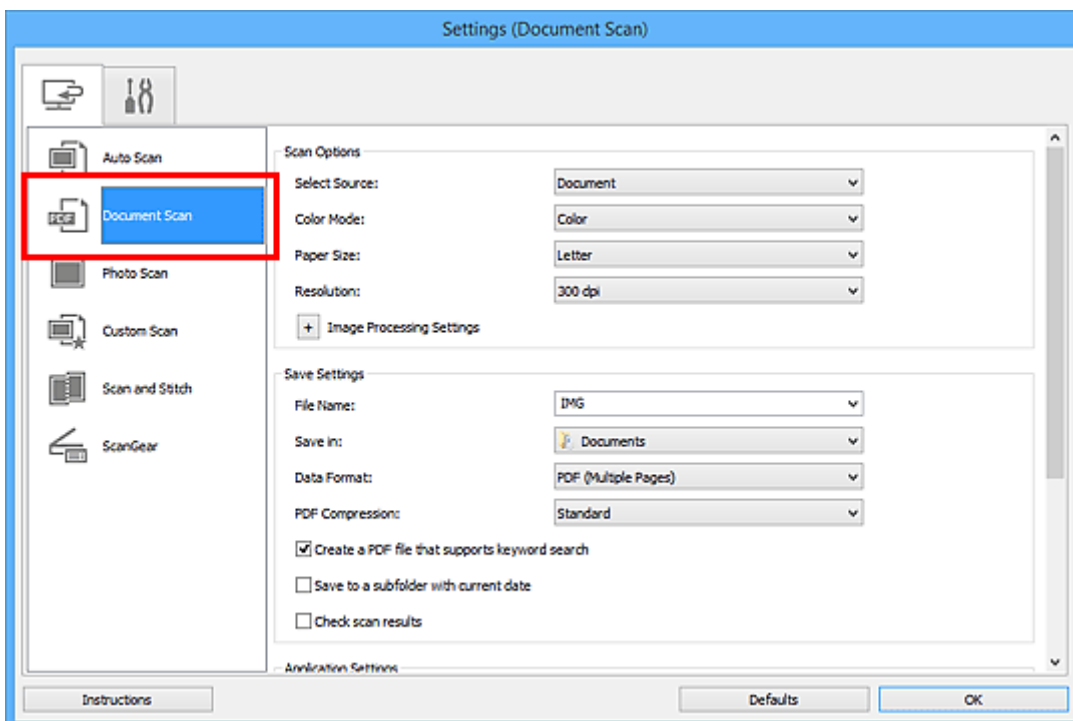 Settings (Document Scan)
Auto Scan
PDF
Document Scan
Photo Scan
Custom Scan
Scan and Stitch
ScanGear
Scan Options
Select Source: Document
Color Mode: Color
Paper Size: Letter
Resolution: 300 dpi
+ Image Processing Settings
Save Settings
File Name: IMG
Save in: Documents
Data Format: PDF (Multiple Pages)
PDF Compression: Standard
Create a PDF file that supports keyword search
Save to a subfolder with current date
Check scan results
Application Settings
Instructions Defaults OK